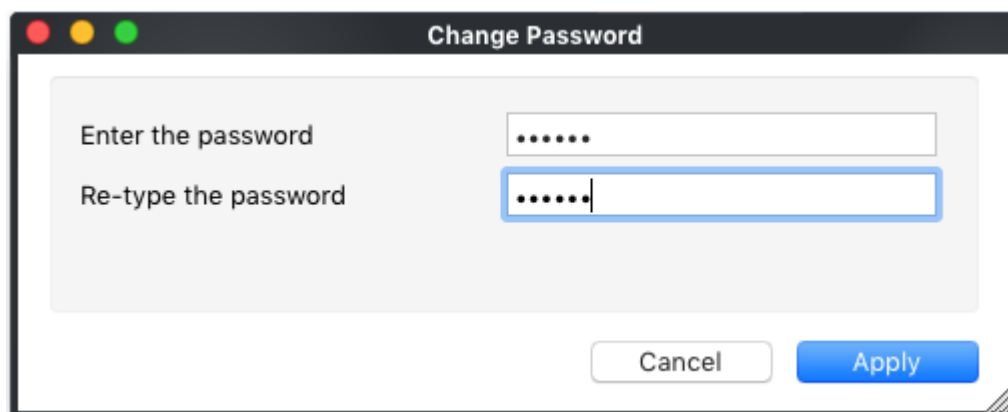 Change Password
Enter the password ••••••
Re-type the password ••••••
Cancel Apply